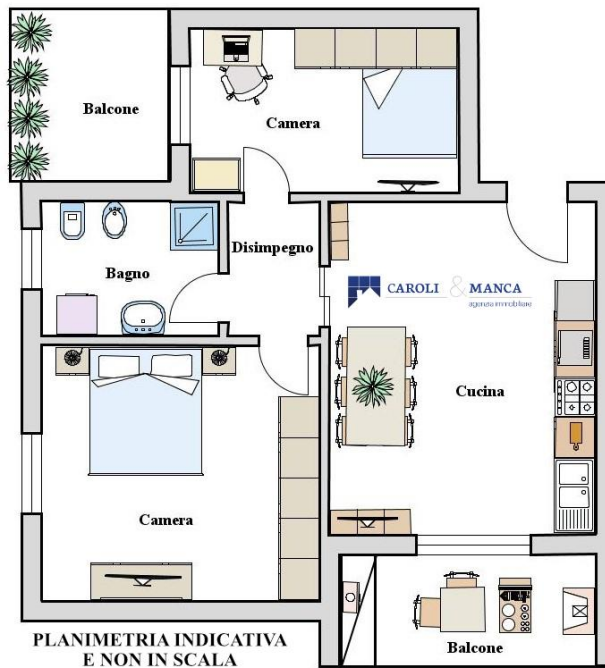 Balcone
Camera
Disimpegno
Bagno
CAROLI & MANCA
agenzia immobiliare
Cucina
Camera
Balcone
PLANIMETRIA INDICATIVA
E NON IN SCALA